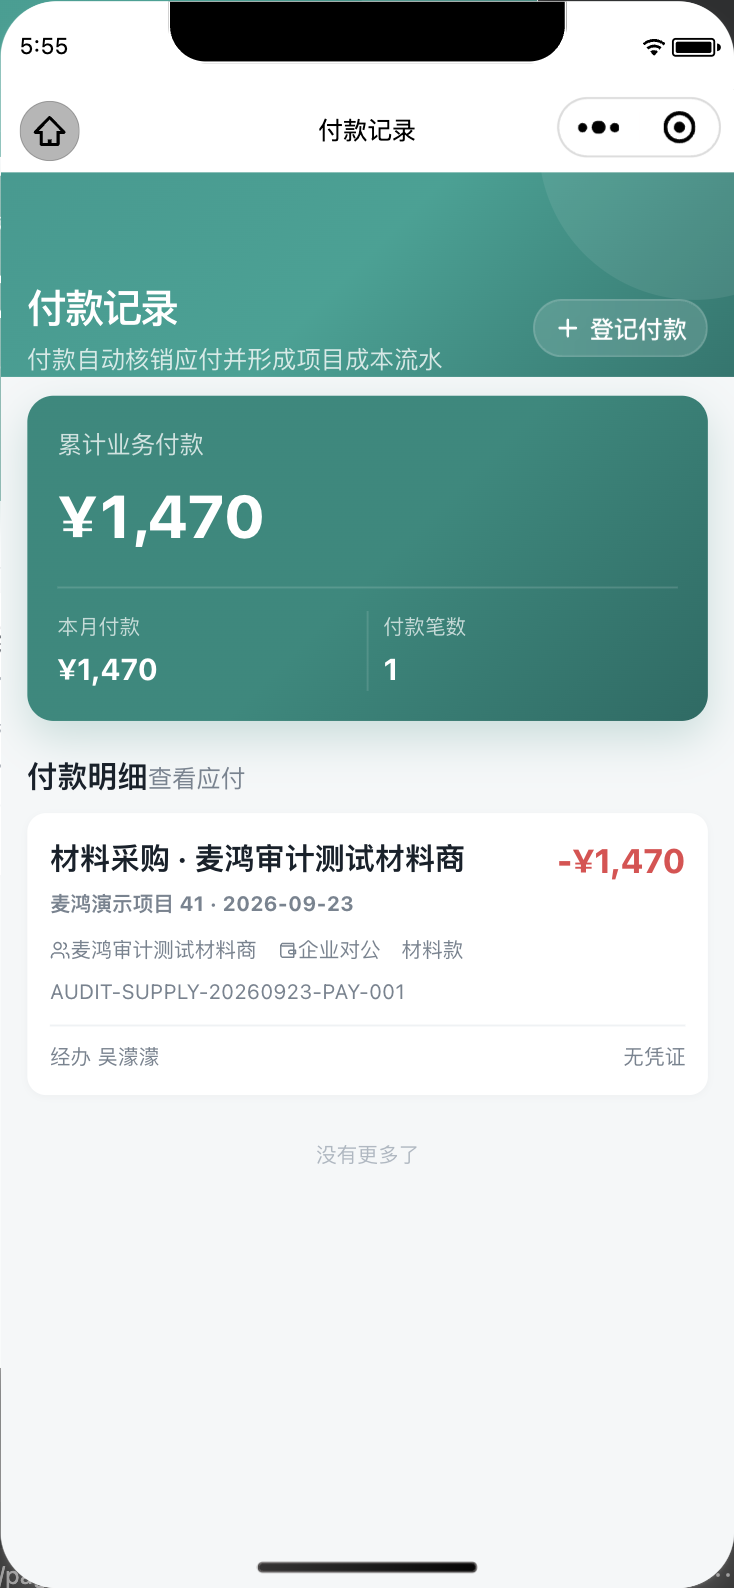 5:55
付款记录
付款记录
付款自动核销应付并形成项目成本流水
登记付款
累计业务付款
¥1,470
本月付款
¥1,470
付款笔数
1
付款明细查看应付
材料采购 · 麦鸿审计测试材料商
-¥1,470
麦鸿演示项目 41 · 2026-09-23
麦鸿审计测试材料商 企业对公 材料款
AUDIT-SUPPLY-20260923-PAY-001
经办 吴濛濛
无凭证
没有更多了